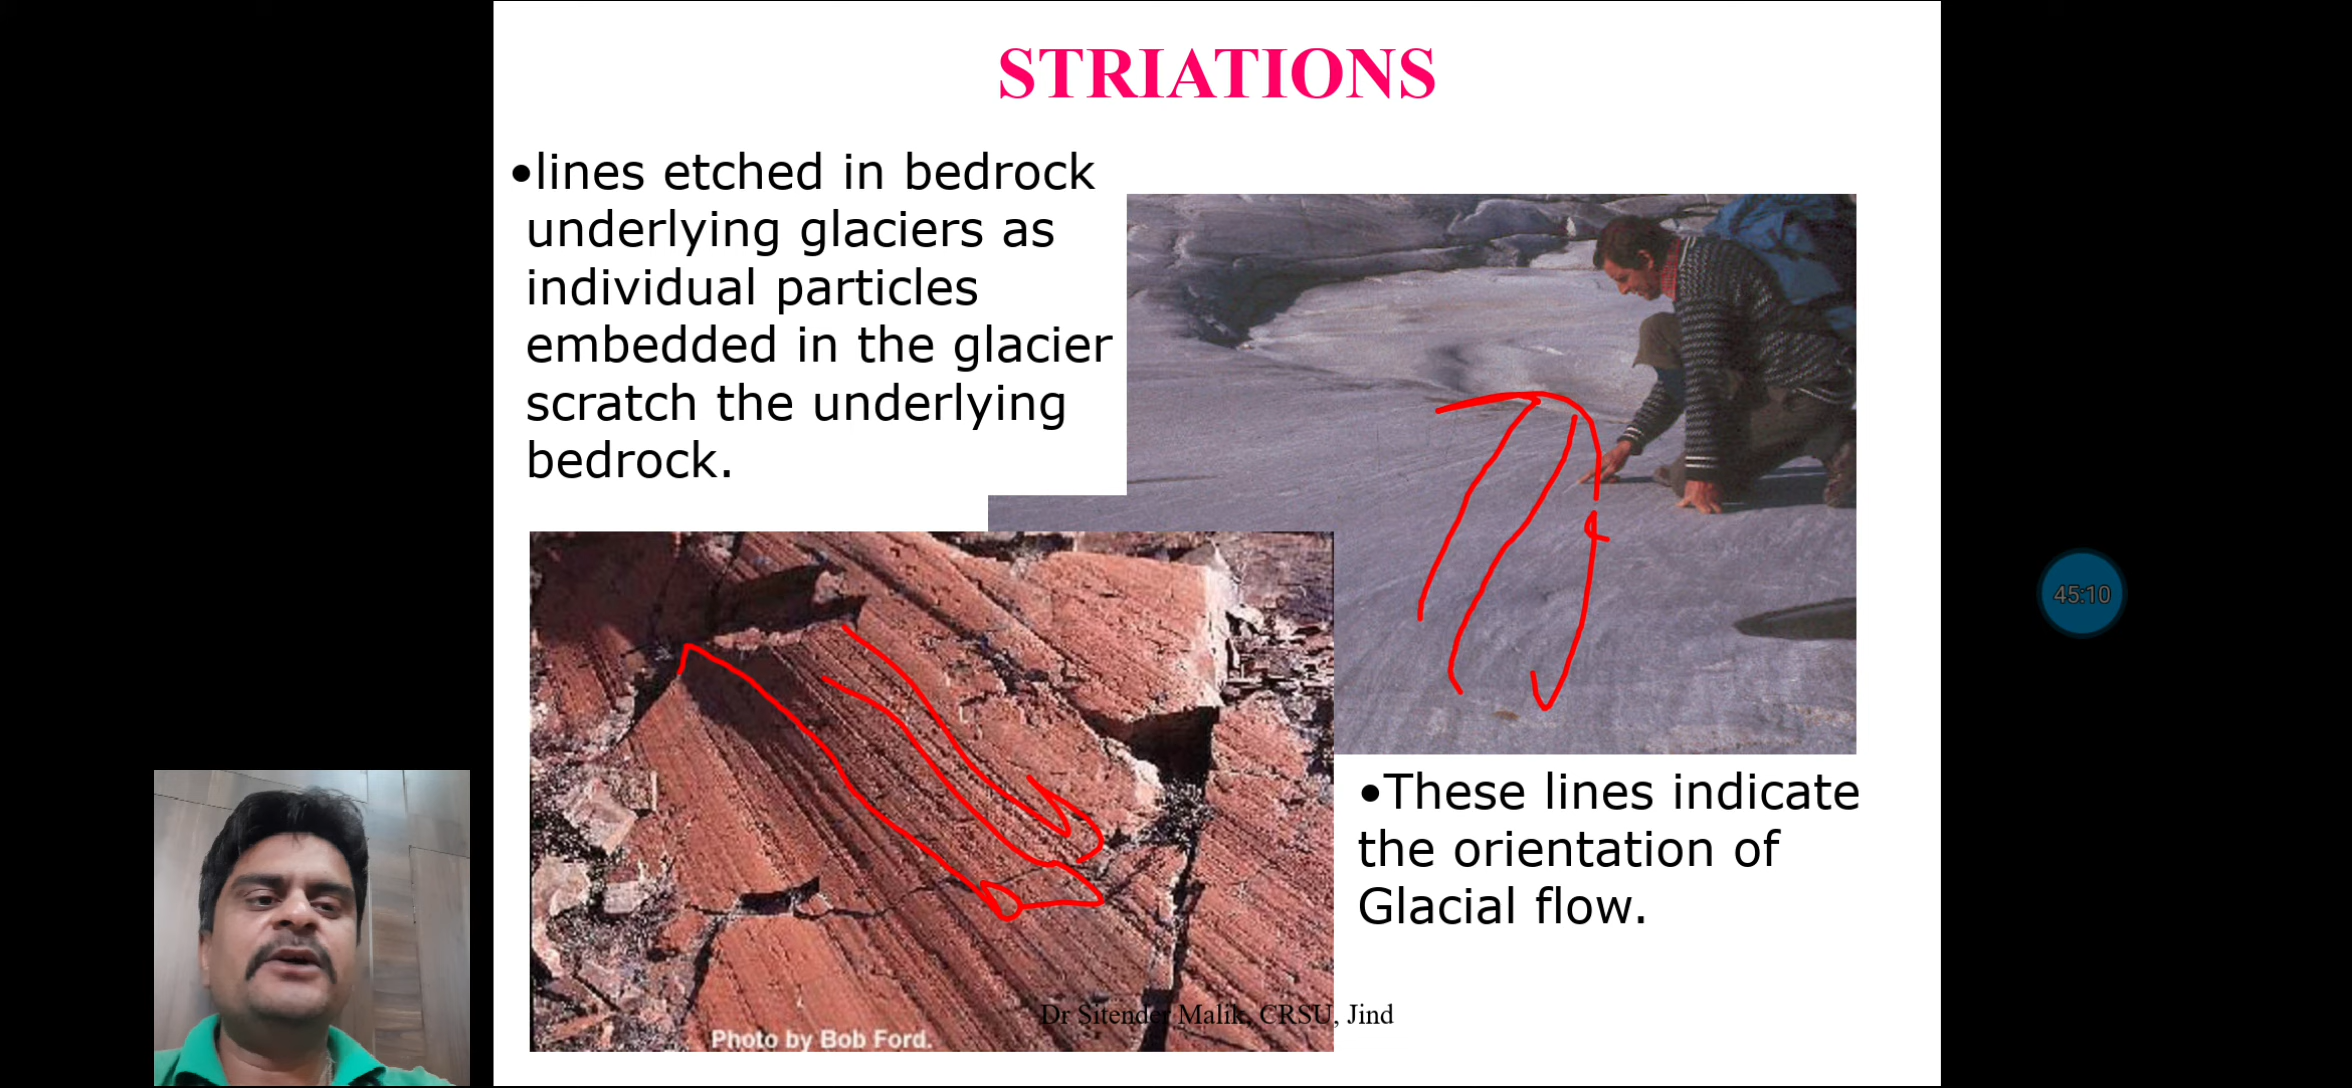 STRIATIONS
•lines etched in bedrock
underlying glaciers as
individual particles
embedded in the glacier
scratch the underlying
bedrock.
45:10
•These lines indicate
the orientation of
Glacial flow.
Dr Sitender Malik, CRSU, Jind
Photo by Bob Ford.